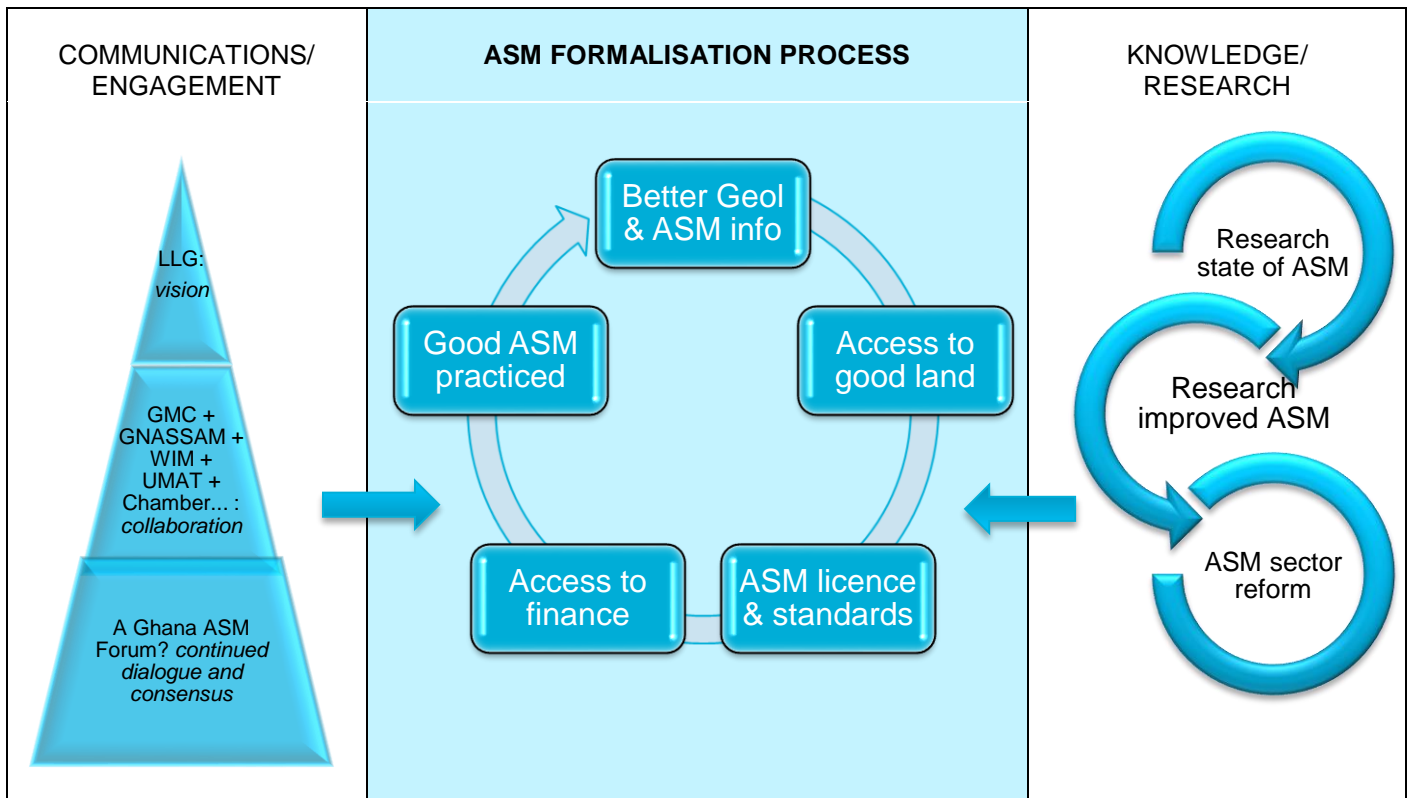 COMMUNICATIONS/
ENGAGEMENT
LLG:
vision
GMC +
GNASSAM +
WIM +
UMAT +
Chamber... :
collaboration
A Ghana ASM
Forum? continued
dialogue and
consensus
ASM FORMALISATION PROCESS
Better Geol
& ASM info
Access to
good land
ASM licence
& standards
Access to
finance
Good ASM
practiced
KNOWLEDGE/
RESEARCH
Research
state of ASM
Research
improved ASM
ASM sector
reform